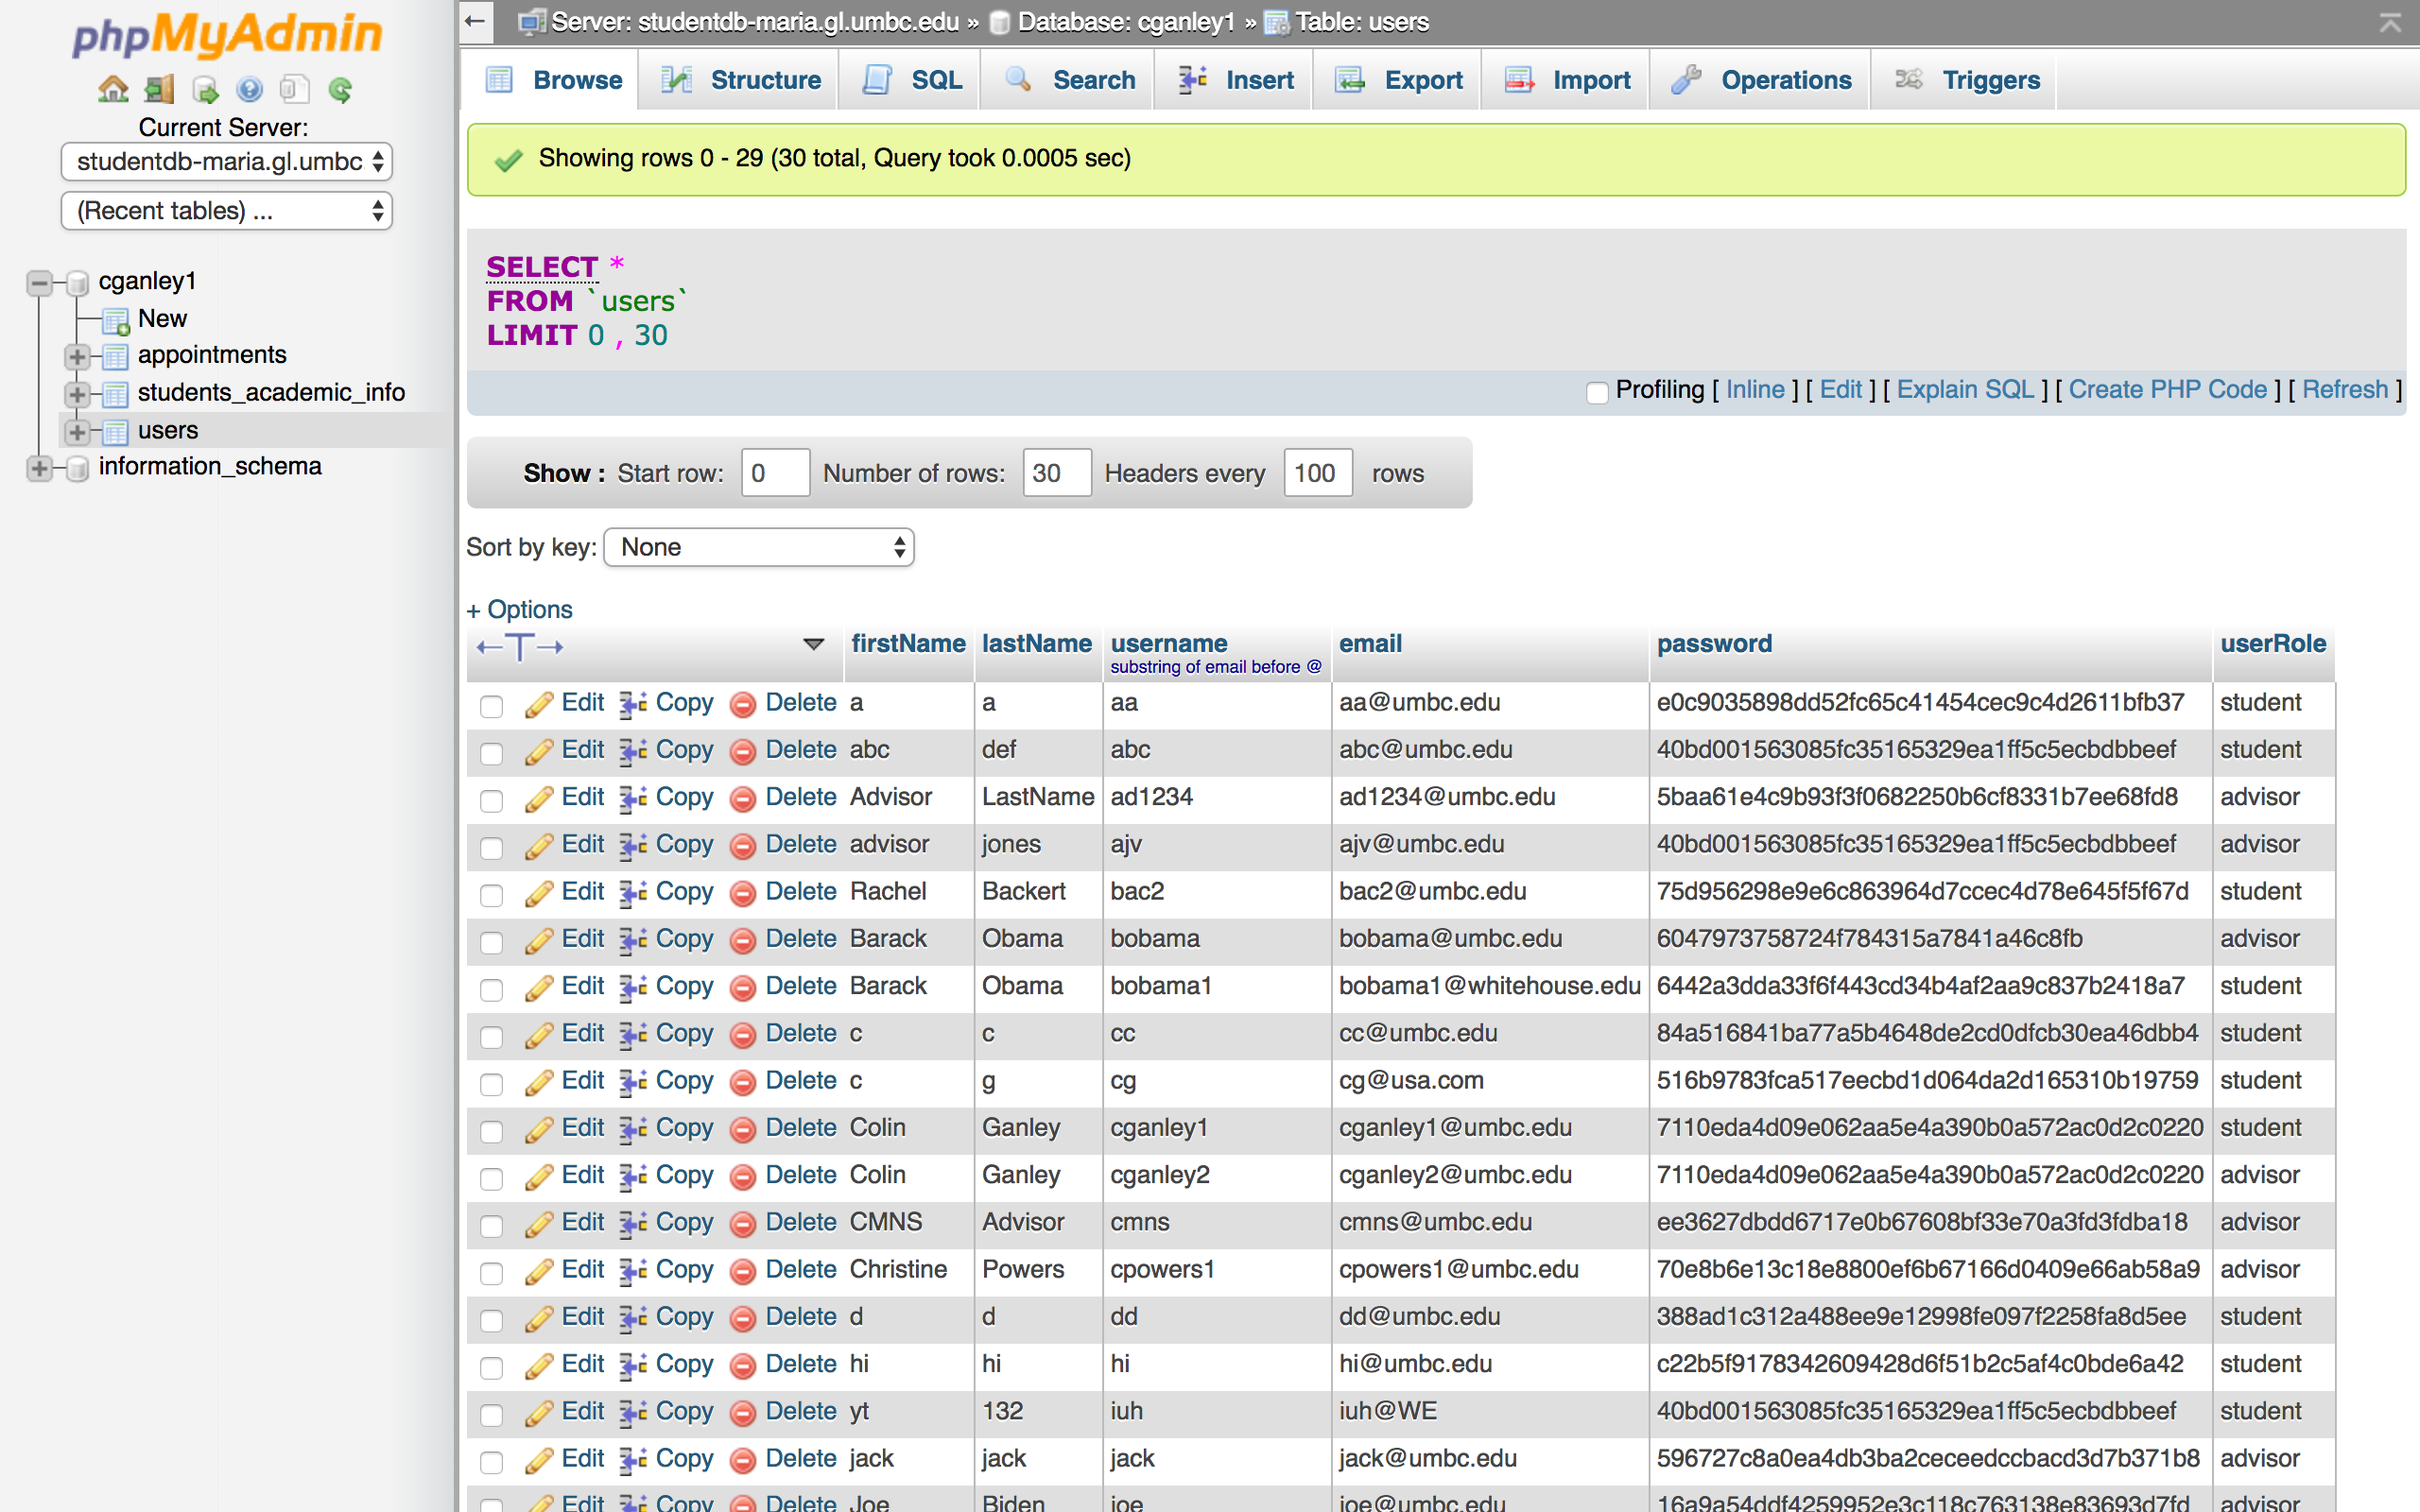 phpMyAdmin
Current Server:
studentdb-maria.gl.umbc
(Recent tables) ...
cganley1
New
appointments
students_academic_info
users
information_schema
Server: studentdb-maria.gl.umbc.edu » Database: cganley1 » Table: users
Browse Structure SQL Search Insert Export Import Operations Triggers
Showing rows 0 - 29 (30 total, Query took 0.0005 sec)
SELECT *
FROM `users`
LIMIT 0 , 30
Profiling [ Inline ] [ Edit ] [ Explain SQL ] [ Create PHP Code ] [ Refresh ]
Show : Start row: 0 Number of rows: 30 Headers every 100 rows
Sort by key: None
+ Options
firstName lastName username email password userRole
substring of email before @
Edit Copy Delete a a aa aa@umbc.edu e0c9035898dd52fc65c41454cec9c4d2611bfb37 student
Edit Copy Delete abc def abc abc@umbc.edu 40bd001563085fc35165329ea1ff5c5ecbdbbeef student
Edit Copy Delete Advisor LastName ad1234 ad1234@umbc.edu 5baa61e4c9b93f3f0682250b6cf8331b7ee68fd8 advisor
Edit Copy Delete advisor jones ajv ajv@umbc.edu 40bd001563085fc35165329ea1ff5c5ecbdbbeef advisor
Edit Copy Delete Rachel Backert bac2 bac2@umbc.edu 75d956298e9e6c863964d7ccec4d78e645f5f67d student
Edit Copy Delete Barack Obama bobama bobama@umbc.edu 6047973758724f784315a7841a46c8fb advisor
Edit Copy Delete Barack Obama bobama1 bobama1@whitehouse.edu 6442a3dda33f6f443cd34b4af2aa9c837b2418a7 student
Edit Copy Delete c c cc cc@umbc.edu 84a516841ba77a5b4648de2cd0dfcb30ea46dbb4 student
Edit Copy Delete c g cg cg@usa.com 516b9783fca517eecbd1d064da2d165310b19759 student
Edit Copy Delete Colin Ganley cganley1 cganley1@umbc.edu 7110eda4d09e062aa5e4a390b0a572ac0d2c0220 student
Edit Copy Delete Colin Ganley cganley2 cganley2@umbc.edu 7110eda4d09e062aa5e4a390b0a572ac0d2c0220 advisor
Edit Copy Delete CMNS Advisor cmns cmns@umbc.edu ee3627dbdd6717e0b67608bf33e70a3fd3fdba18 advisor
Edit Copy Delete Christine Powers cpowers1 cpowers1@umbc.edu 70e8b6e13c18e8800ef6b67166d0409e66ab58a9 advisor
Edit Copy Delete d d dd dd@umbc.edu 388ad1c312a488ee9e12998fe097f2258fa8d5ee student
Edit Copy Delete hi hi hi hi@umbc.edu c22b5f9178342609428d6f51b2c5af4c0bde6a42 student
Edit Copy Delete yt 132 iuh iuh@WE 40bd001563085fc35165329ea1ff5c5ecbdbbeef student
Edit Copy Delete jack jack jack jack@umbc.edu 596727c8a0ea4db3ba2ceceedccbacd3d7b371b8 advisor
Edit Copy Delete Joe Biden joe joe@umbc.edu 16a9a54ddf4259952e3c118c763138e83693d7fd advisor